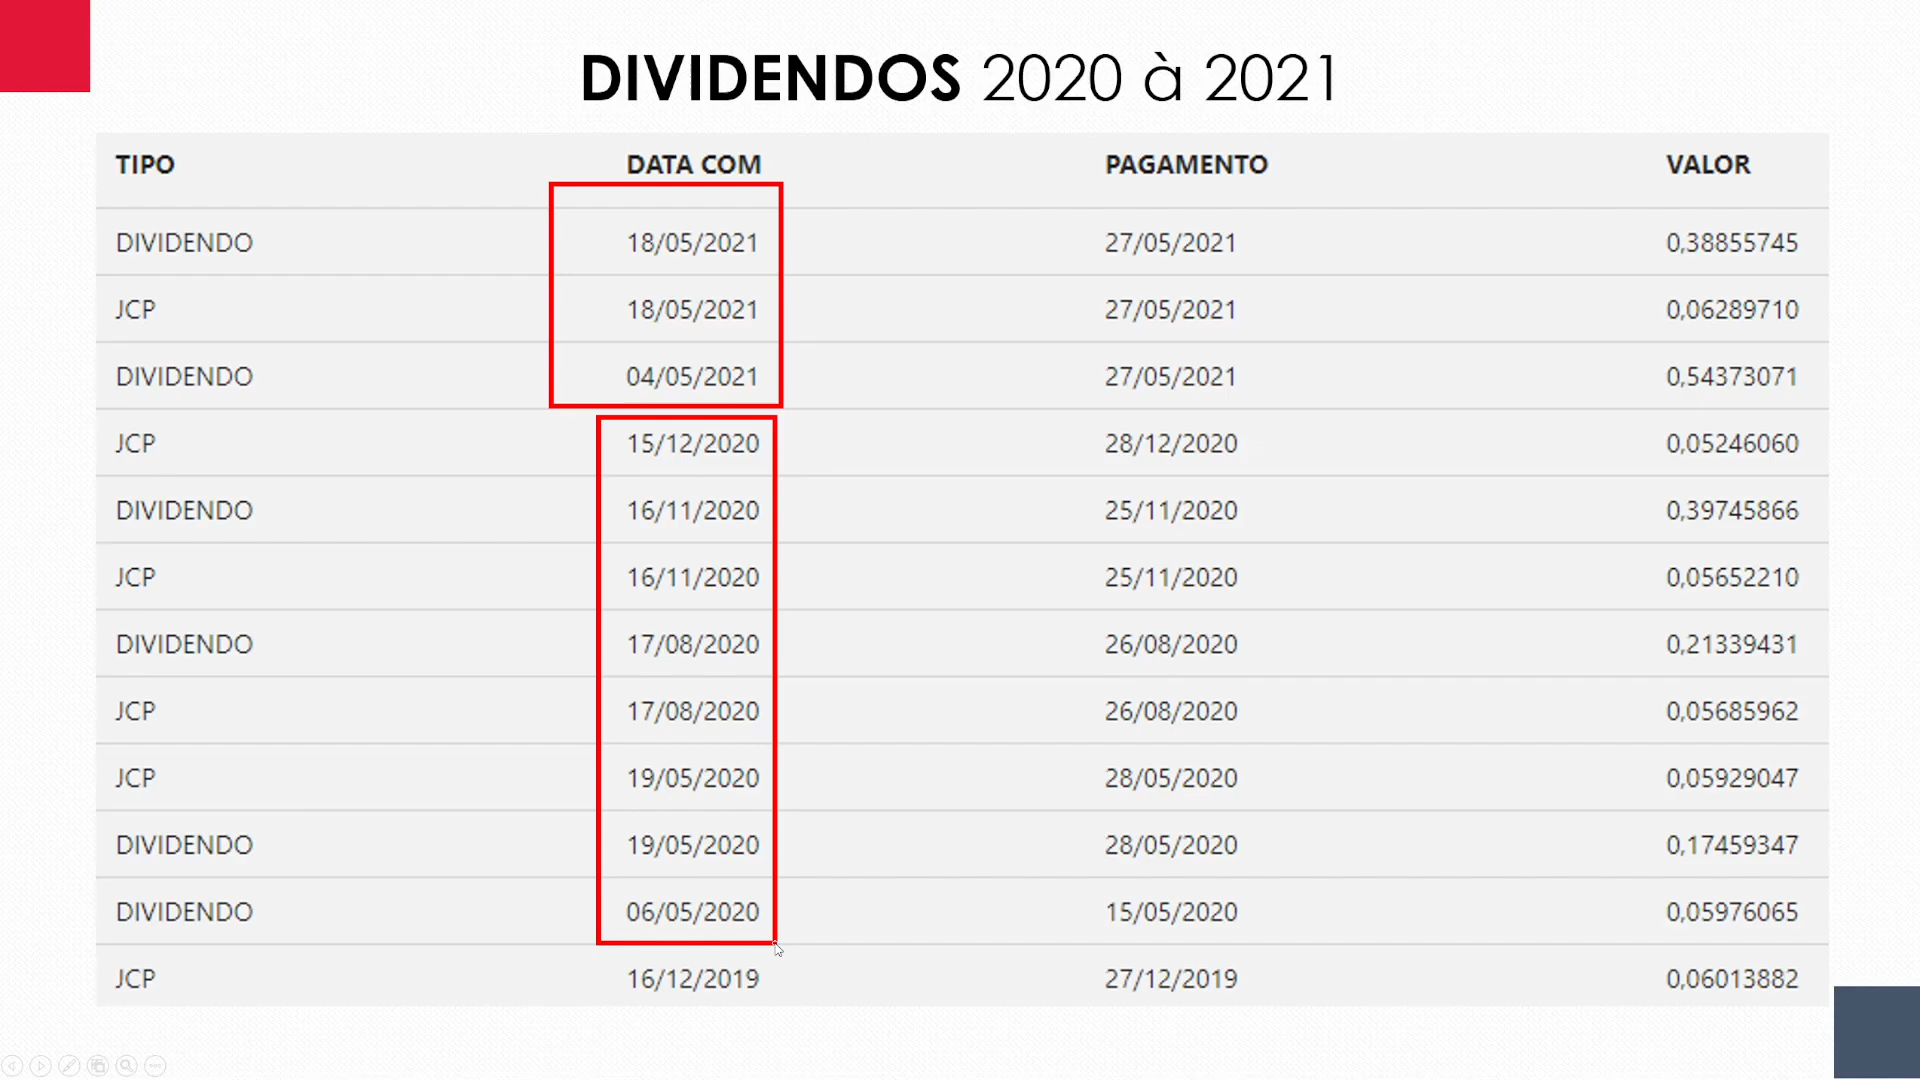 DIVIDENDOS 2020 à 2021
TIPO DATA COM PAGAMENTO VALOR
DIVIDENDO 18/05/2021 27/05/2021 0,38855745
JCP 18/05/2021 27/05/2021 0,06289710
DIVIDENDO 04/05/2021 27/05/2021 0,54373071
JCP 15/12/2020 28/12/2020 0,05246060
DIVIDENDO 16/11/2020 25/11/2020 0,39745866
JCP 16/11/2020 25/11/2020 0,05652210
DIVIDENDO 17/08/2020 26/08/2020 0,21339431
JCP 17/08/2020 26/08/2020 0,05685962
JCP 19/05/2020 28/05/2020 0,05929047
DIVIDENDO 19/05/2020 28/05/2020 0,17459347
DIVIDENDO 06/05/2020 15/05/2020 0,05976065
JCP 16/12/2019 27/12/2019 0,06013882